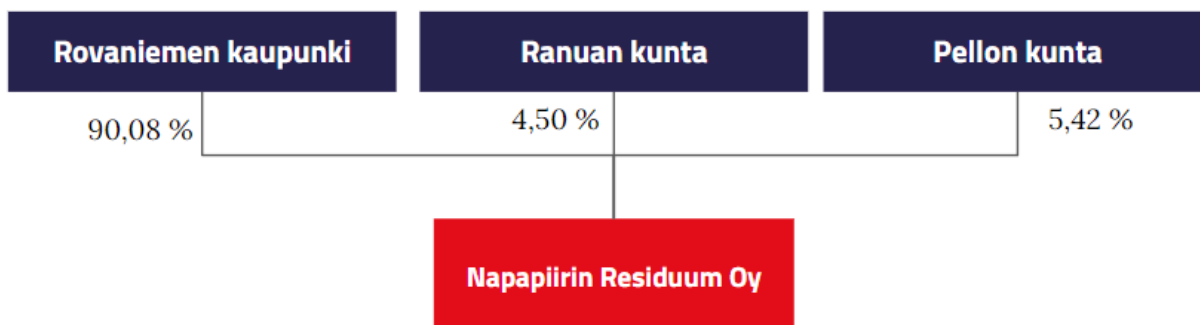 Rovaniemen kaupunki
Ranuan kunta
Pellon kunta
90,08 %
4,50 %
5,42 %
Napapiirin Residuum Oy